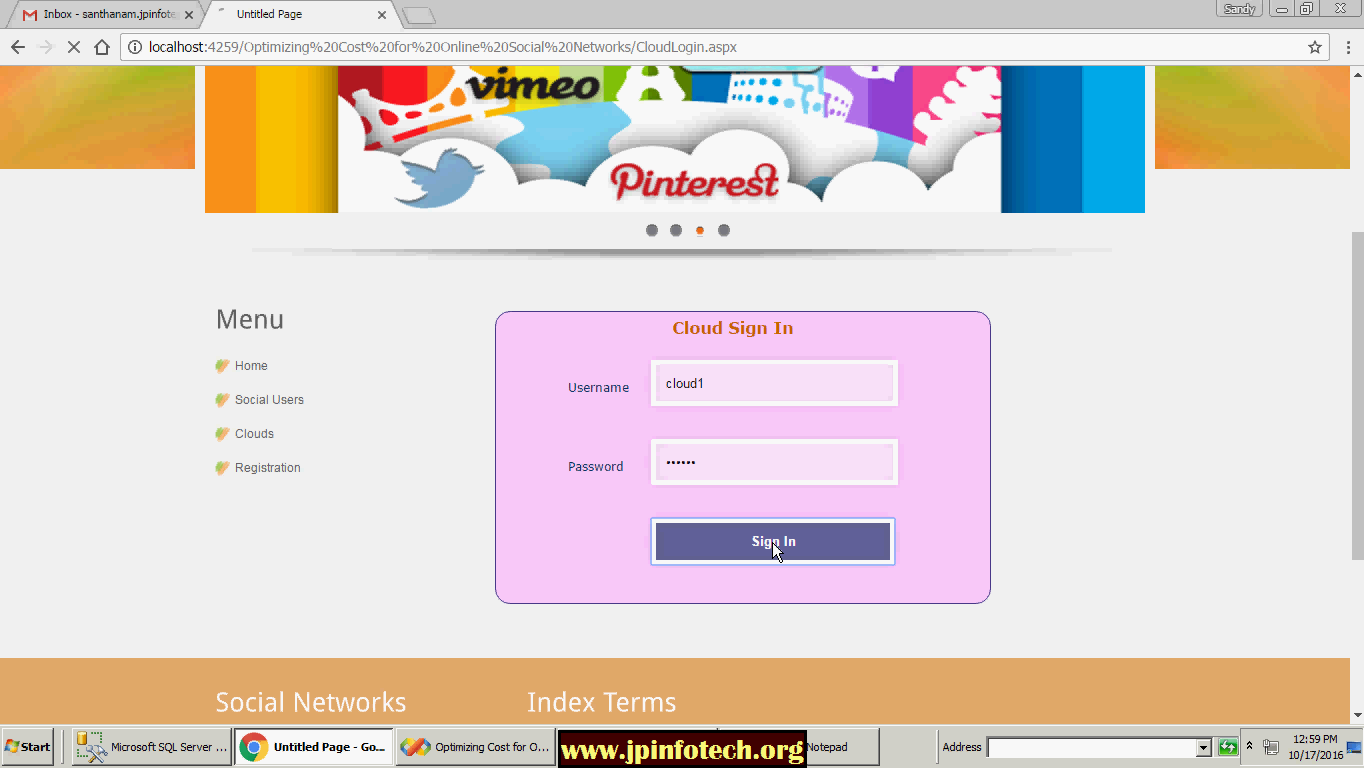 Inbox - santhanam.jpinfote
Untitled Page
Sandy
localhost:4259/Optimizing%20Cost%20for%20Online%20Social%20Networks/CloudLogin.aspx
vimeo
Pinterest
Menu
Home
Social Users
Clouds
Registration
Cloud Sign In
Username
cloud1
Password
••••••
Sign In
Social Networks
Index Terms
Start
Microsoft SQL Server ...
Untitled Page - Go...
Optimizing Cost for O...
www.jpinfotech.org
Notepad
Address
12:59 PM
10/17/2016